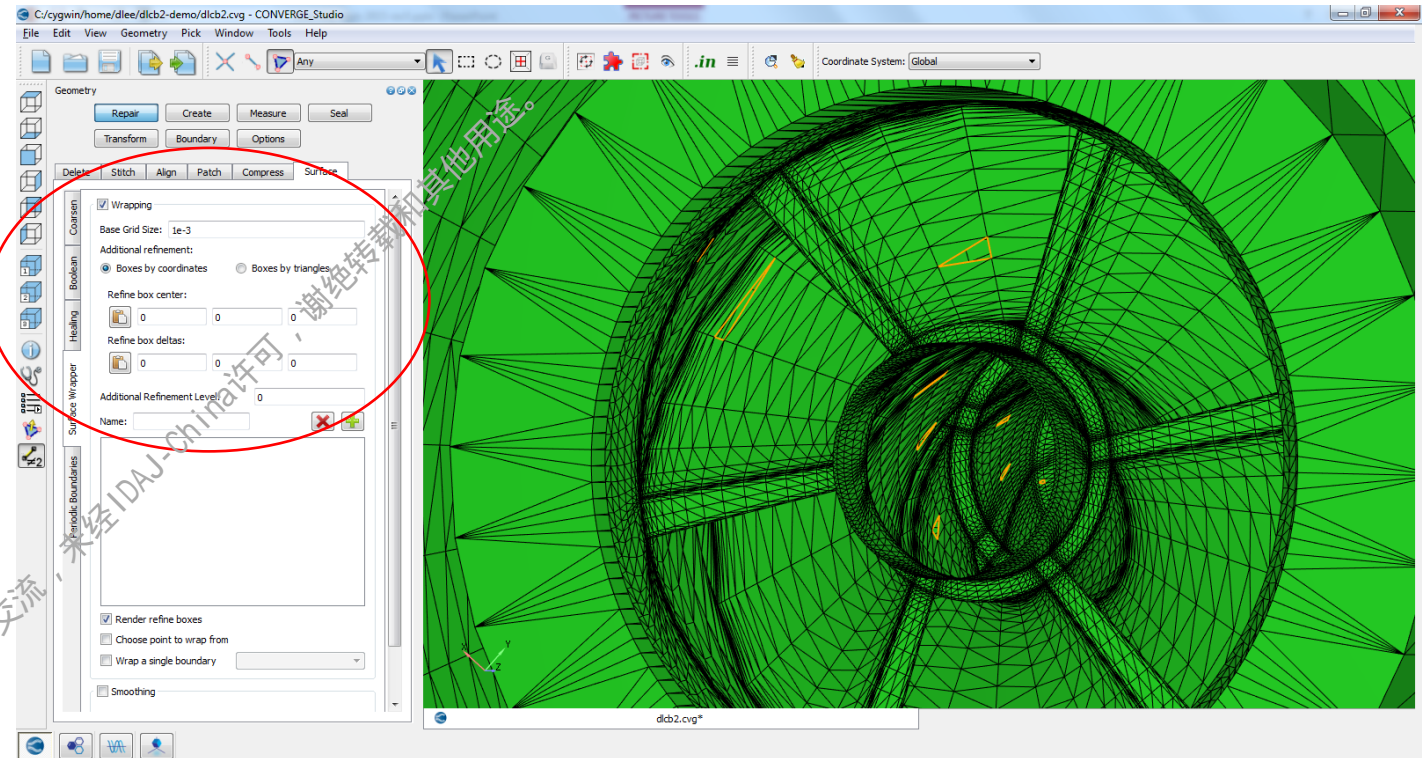 C:/cygwin/home/dlee/dlcb2-demo/dlcb2.cvg - CONVERGE_Studio
File Edit View Geometry Pick Window Tools Help
Any
.in
Coordinate System: Global
Geometry
Repair Create Measure Seal
Transform Boundary Options
Delete Stitch Align Patch Compress Surface
Coarsen
Boolean
Healing
Surface Wrapper
Periodic Boundaries
Wrapping
Base Grid Size: 1e-3
Additional refinement:
Boxes by coordinates Boxes by triangles
Refine box center:
0 0 0
Refine box deltas:
0 0 0
Additional Refinement Level: 0
Name:
Render refine boxes
Choose point to wrap from
Wrap a single boundary
Smoothing
1
2
3
≠2
X Y Z
dlcb2.cvg*
交流,未经IDAJ-China许可,谢绝转载和其他用途。